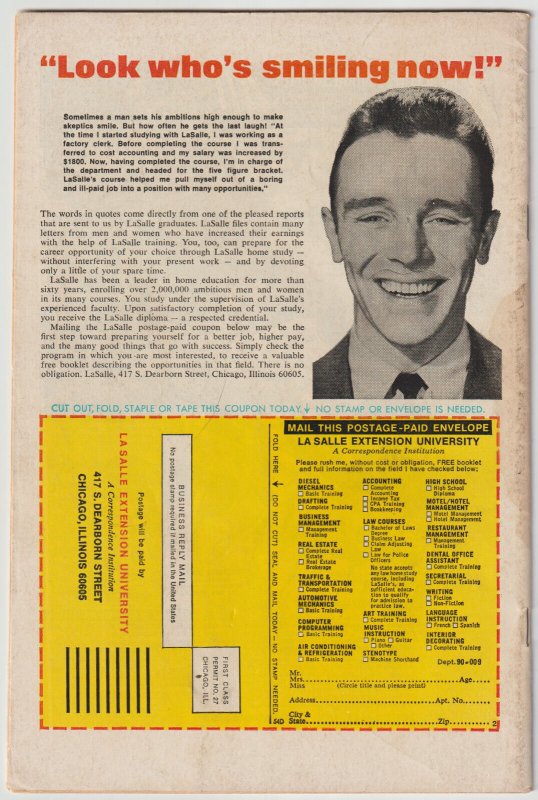 “Look who’s smiling now!”
Sometimes a man sets his ambitions high enough to make
skeptics smile. But how often he gets the last laugh! “At
the time I started studying with LaSalle, I was working as a
factory clerk. Before completing the course I was trans-
ferred to cost accounting and my salary was increased by
$1800. Now, having completed the course, I’m in charge of
the department and headed for the five figure bracket.
LaSalle’s course helped me pull myself out of a boring
and ill-paid job into a position with many opportunities.”
The words in quotes come directly from one of the pleased reports
that are sent to us by LaSalle graduates. LaSalle files contain many
letters from men and women who have increased their earnings
with the help of LaSalle training. You, too, can prepare for the
career opportunity of your choice through LaSalle home study —
without interfering with your present work — and by devoting
only a little of your spare time.
LaSalle has been a leader in home education for more than
sixty years, enrolling over 2,000,000 ambitious men and women
in its many courses. You study under the supervision of LaSalle’s
experienced faculty. Upon satisfactory completion of your study,
you receive the LaSalle diploma — a respected credential.
Mailing the LaSalle postage-paid coupon below may be the
first step toward preparing yourself for a better job, higher pay,
and the many good things that go with success. Simply check the
program in which you are most interested, to receive a valuable
free booklet describing the opportunities in that field. There is
no obligation. LaSalle, 417 S. Dearborn Street, Chicago, Illinois 60605.
CUT OUT, FOLD, STAPLE OR TAPE THIS COUPON TODAY ↓ NO STAMP OR ENVELOPE IS NEEDED.
Postage will be paid by
LA SALLE EXTENSION UNIVERSITY
A Correspondence Institution
417 S. DEARBORN STREET
CHICAGO, ILLINOIS 60605
BUSINESS REPLY MAIL
No postage stamp required if mailed in the United States
FIRST CLASS
PERMIT NO. 27
CHICAGO, ILL.
FOLD HERE → (DO NOT CUT) SEAL AND MAIL TODAY—NO STAMP NEEDED.
54D
MAIL THIS POSTAGE-PAID ENVELOPE
LA SALLE EXTENSION UNIVERSITY
A Correspondence Institution
Please rush me, without cost or obligation, FREE booklet
and full information on the field I have checked below:
DIESEL
MECHANICS
☐ Basic Training
DRAFTING
☐ Complete Training
BUSINESS
MANAGEMENT
☐ Management
Training
REAL ESTATE
☐ Complete Real
Estate
☐ Real Estate
Brokerage
TRAFFIC &
TRANSPORTATION
☐ Complete Training
AUTOMOTIVE
MECHANICS
☐ Basic Training
COMPUTER
PROGRAMMING
☐ Basic Training
AIR CONDITIONING
& REFRIGERATION
☐ Basic Training
ACCOUNTING
☐ Complete
Accounting
☐ Income Tax
☐ CPA Training
☐ Bookkeeping
LAW COURSES
☐ Bachelor of Laws
Degree
☐ Business Law
☐ Claim Adjusting
Law
☐ Law for Police
Officers
No state accepts
any law home study
course, including
LaSalle’s, as
sufficient educa-
tion to qualify
for admission to
practice law.
ART TRAINING
☐ Complete Training
MUSIC
INSTRUCTION
☐ Piano ☐ Guitar
☐ Other
STENOTYPE
☐ Machine Shorthand
HIGH SCHOOL
☐ High School
Diploma
MOTEL/HOTEL
MANAGEMENT
☐ Motel Management
☐ Hotel Management
RESTAURANT
MANAGEMENT
☐ Management
Training
DENTAL OFFICE
ASSISTANT
☐ Complete Training
SECRETARIAL
☐ Complete Training
WRITING
☐ Fiction
☐ Non-Fiction
LANGUAGE
INSTRUCTION
☐ French ☐ Spanish
INTERIOR
DECORATING
☐ Complete Training
Dept. 90-009
Mr.
Mrs. Age
Miss (Circle title and please print)
Address Apt. No.
City &
State Zip
2